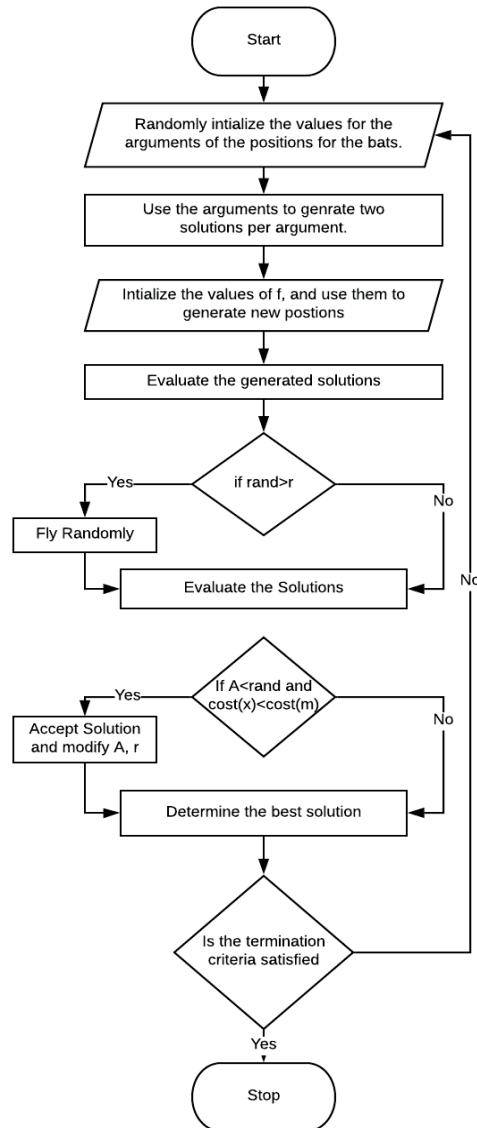 Start
Randomly intialize the values for the
arguments of the positions for the bats.
Use the arguments to genrate two
solutions per argument.
Intialize the values of f, and use them to
generate new postions
Evaluate the generated solutions
if rand>r
Yes
No
Fly Randomly
Evaluate the Solutions
No
If A<rand and
cost(x)<cost(m)
Yes
No
Accept Solution
and modify A, r
Determine the best solution
Is the termination
criteria satisfied
Yes
Stop